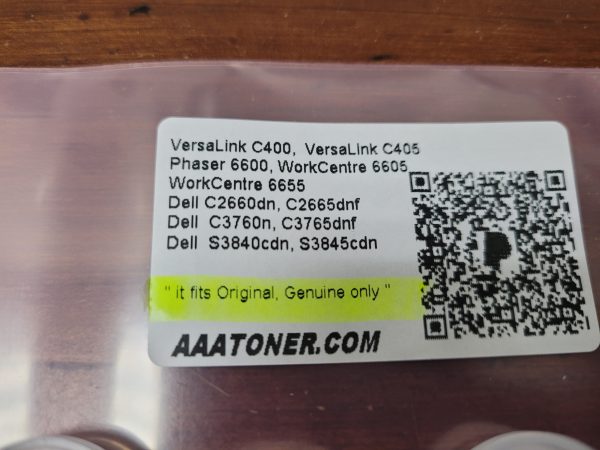 VersaLink C400, VersaLink C405
Phaser 6600, WorkCentre 6605
WorkCentre 6655
Dell C2660dn, C2665dnf
Dell C3760n, C3765dnf
Dell S3840cdn, S3845cdn
" it fits Original, Genuine only "
AAATONER.COM